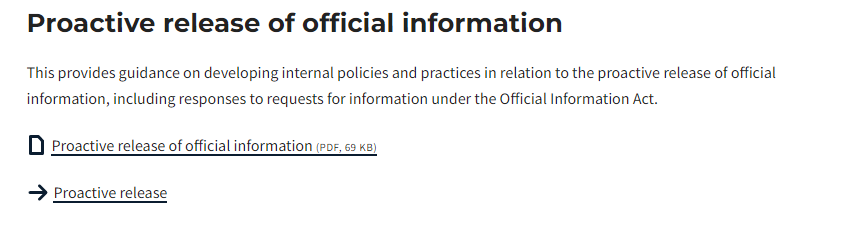 Proactive release of official information
This provides guidance on developing internal policies and practices in relation to the proactive release of official
information, including responses to requests for information under the Official Information Act.
Proactive release of official information (PDF, 69 KB)
Proactive release